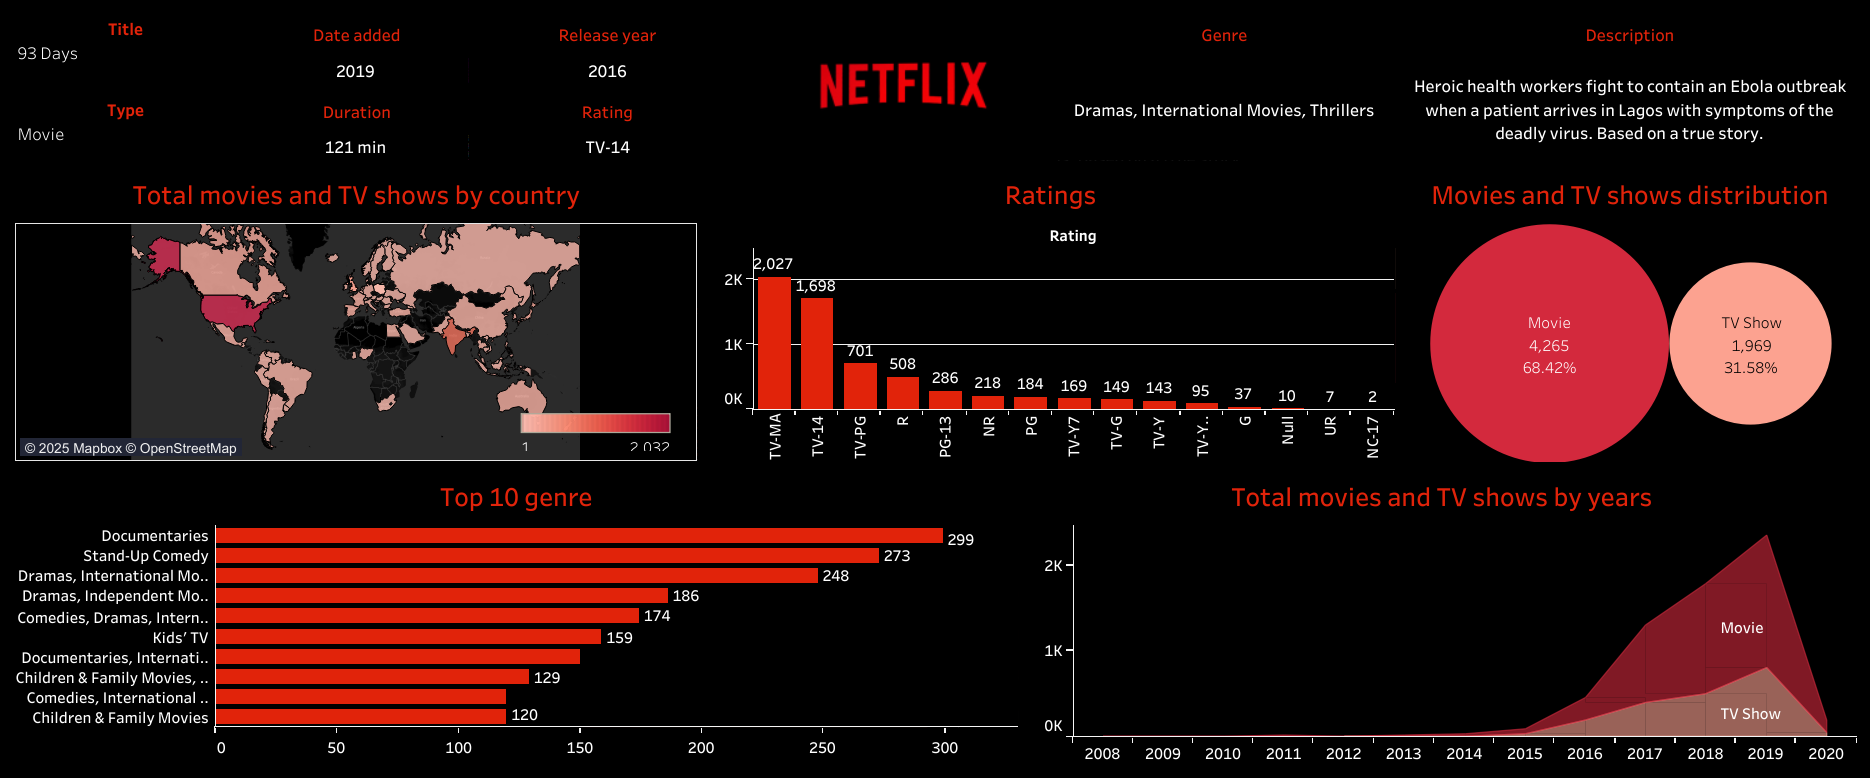 Title
93 Days
Date added
2019
Release year
2016
Type
Movie
Duration
121 min
Rating
TV-14
NETFLIX
Genre
Dramas, International Movies, Thrillers
Description
Heroic health workers fight to contain an Ebola outbreak
when a patient arrives in Lagos with symptoms of the
deadly virus. Based on a true story.
Total movies and TV shows by country
© 2025 Mapbox © OpenStreetMap
1
2,032
Ratings
Rating
2K
1K
0K
2,027
1,698
701
508
286
218
184
169
149
143
95
37
10
7
2
TV-MA
TV-14
TV-PG
R
PG-13
NR
PG
TV-Y7
TV-G
TV-Y
TV-Y..
G
Null
UR
NC-17
Movies and TV shows distribution
Movie
4,265
68.42%
TV Show
1,969
31.58%
Top 10 genre
Documentaries
299
Stand-Up Comedy
273
Dramas, International Mo..
248
Dramas, Independent Mo..
186
Comedies, Dramas, Intern..
174
Kids’ TV
159
Documentaries, Internati..
Children & Family Movies, ..
129
Comedies, International ..
Children & Family Movies
120
0
50
100
150
200
250
300
Total movies and TV shows by years
2K
1K
0K
Movie
TV Show
2008
2009
2010
2011
2012
2013
2014
2015
2016
2017
2018
2019
2020